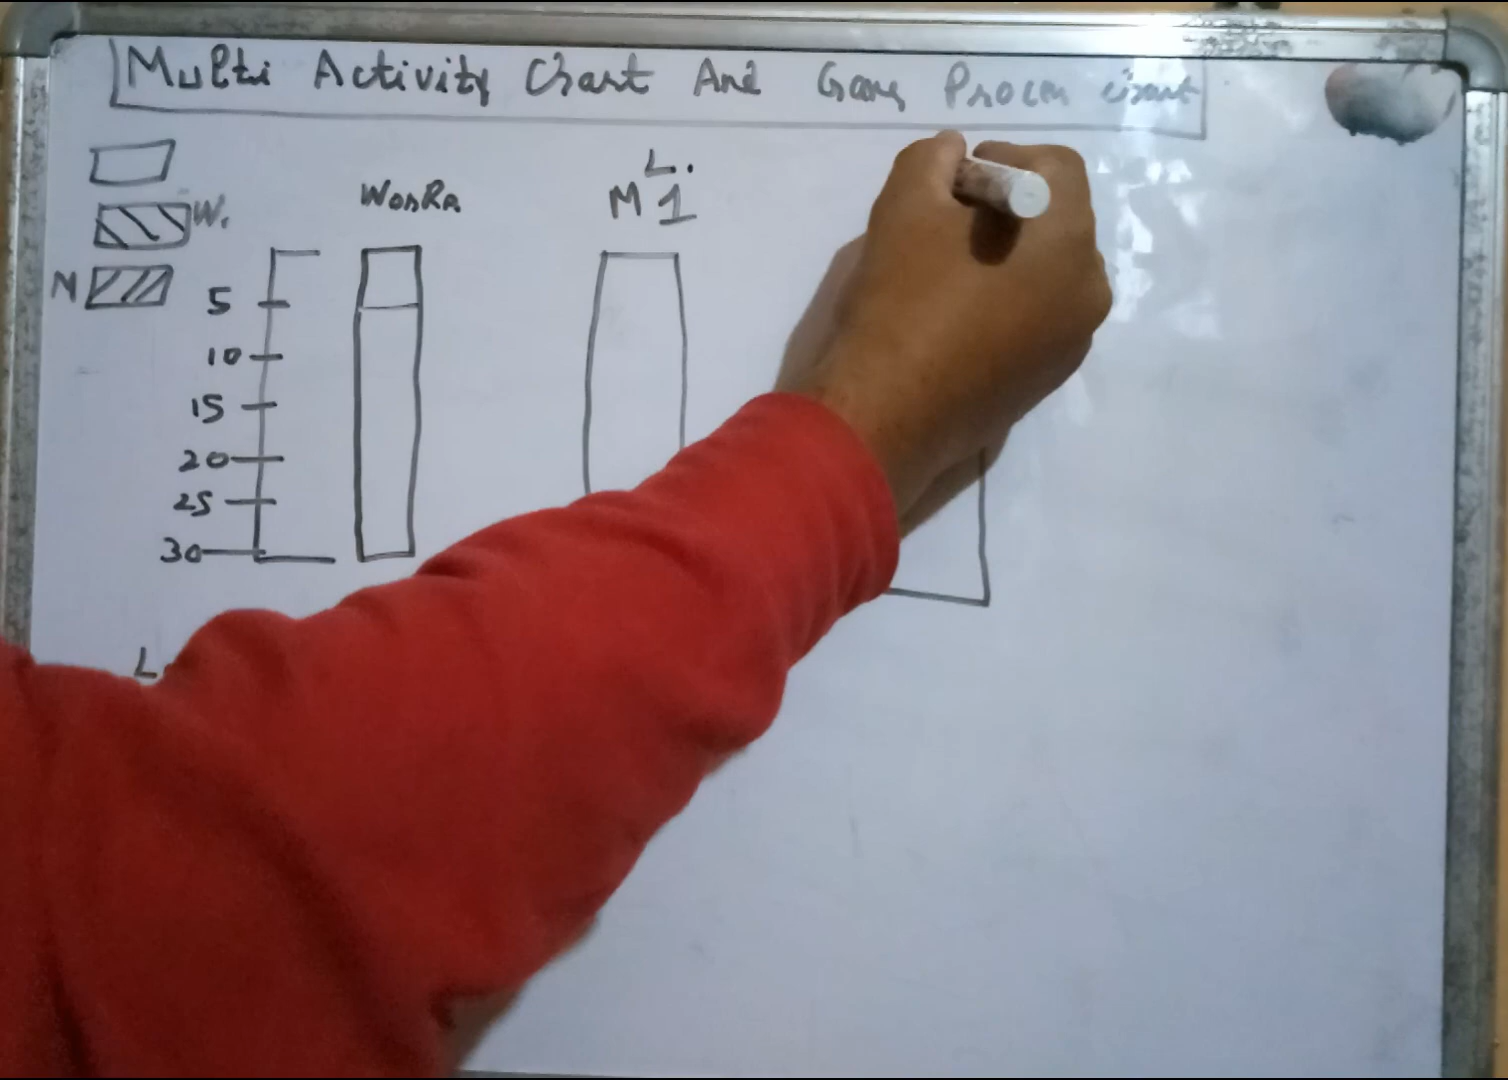 Multi Activity Chart And Gang Process chart
L.
M 1
Worker
W.
N
5
10
15
20
25
30
L